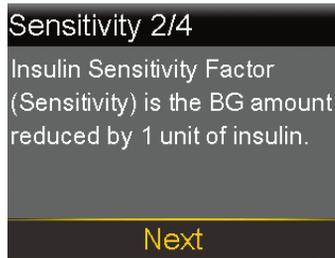 Sensitivity 2/4
Insulin Sensitivity Factor
(Sensitivity) is the BG amount
reduced by 1 unit of insulin.
Next